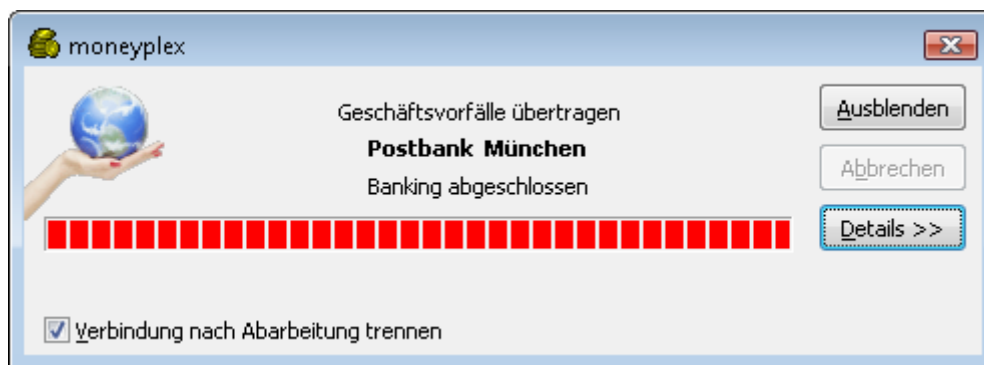 moneyplex
Geschäftsvorfälle übertragen
Postbank München
Banking abgeschlossen
Ausblenden
Abbrechen
Details >>
Verbindung nach Abarbeitung trennen